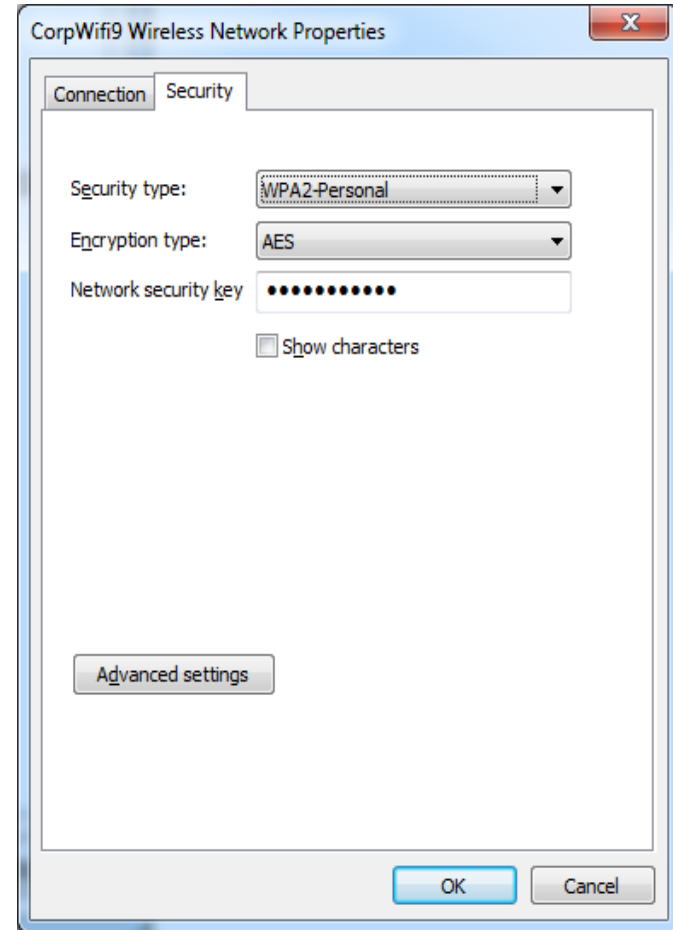 CorpWifi9 Wireless Network Properties
Connection Security
Security type: WPA2-Personal
Encryption type: AES
Network security key ●●●●●●●●●●●
Show characters
Advanced settings
OK Cancel